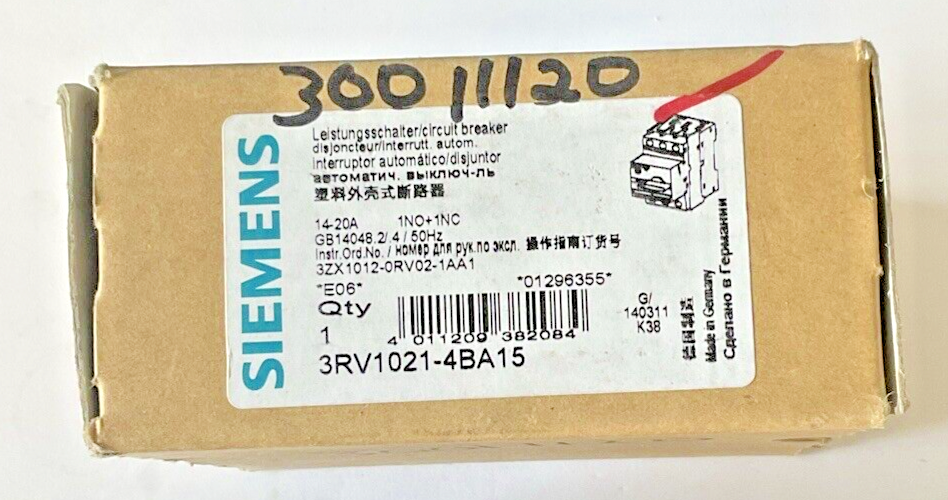 300 11120
SIEMENS
Leistungsschalter/circuit breaker
disjoncteur/interrutt. autom.
interruptor automático/disjuntor
автоматич. выключ-ль
塑料外壳式断路器
14-20A 1NO+1NC
GB14048.2/.4 / 50Hz
Instr.Ord.No. / номер для рук.по эксл. 操作指南订货号
3ZX1012-0RV02-1AA1
*E06* *01296355*
Qty
1
4 011209 382084
3RV1021-4BA15
G/
140311
K38
德国制造
Made in Germany
Сделано в Германии